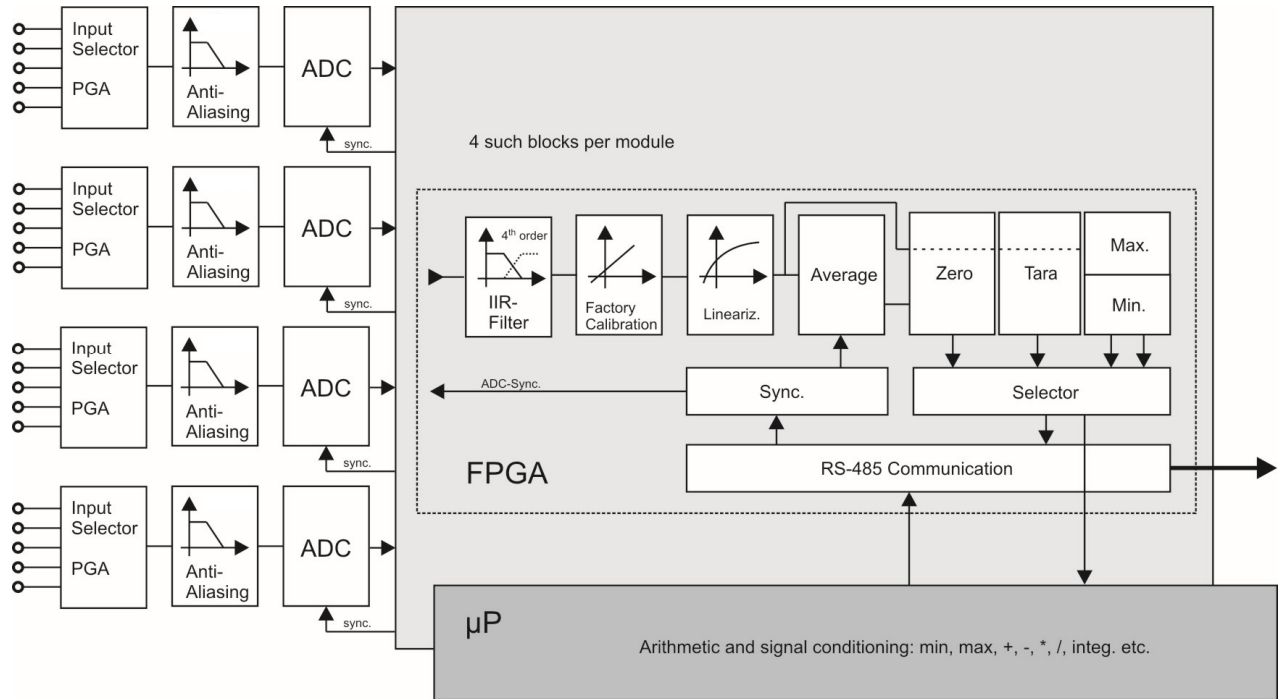 Input
Selector
PGA
Anti-
Aliasing
ADC
sync.
Input
Selector
PGA
Anti-
Aliasing
ADC
sync.
Input
Selector
PGA
Anti-
Aliasing
ADC
sync.
Input
Selector
PGA
Anti-
Aliasing
ADC
sync.
4 such blocks per module
4th order
IIR-
Filter
Factory
Calibration
Lineariz.
Average
Zero
Tara
Max.
Min.
ADC-Sync.
Sync.
Selector
FPGA
RS-485 Communication
µP
Arithmetic and signal conditioning: min, max, +, -, *, /, integ. etc.